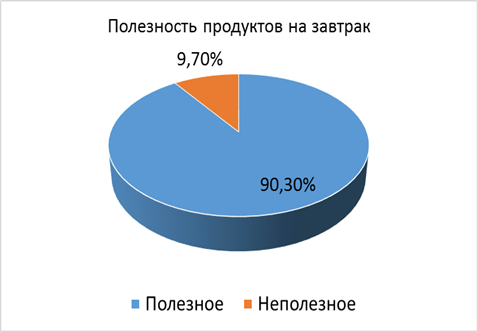 Полезность продуктов на завтрак
9,70%
90,30%
Полезное Неполезное